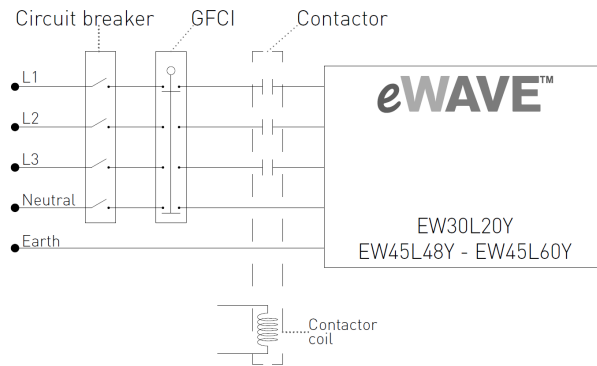 Circuit breaker GFCI Contactor
L1
eWAVE™
L2
L3
Neutral
EW30L20Y
Earth
EW45L48Y - EW45L60Y
Contactor
coil